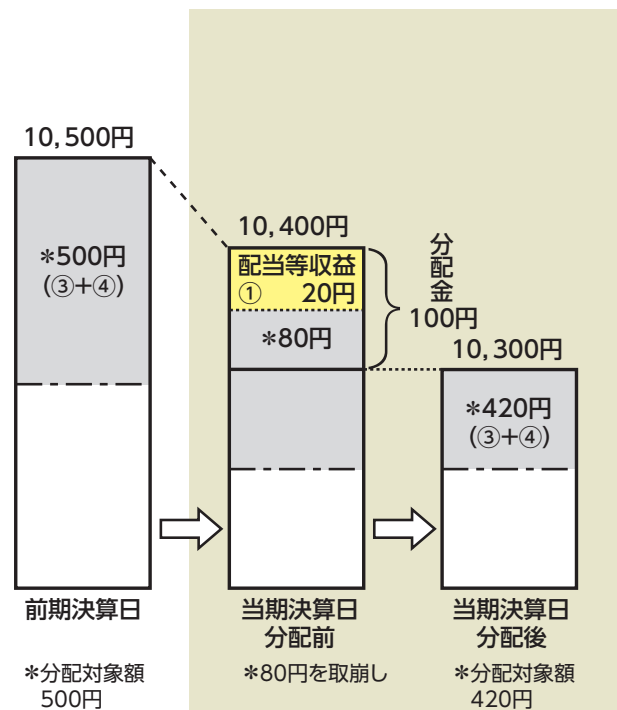 10,500円
*500円
(③+④)
前期決算日
*分配対象額
500円
10,400円
配当等収益
① 20円
*80円
分配金
100円
当期決算日
分配前
*80円を取崩し
10,300円
*420円
(③+④)
当期決算日
分配後
*分配対象額
420円